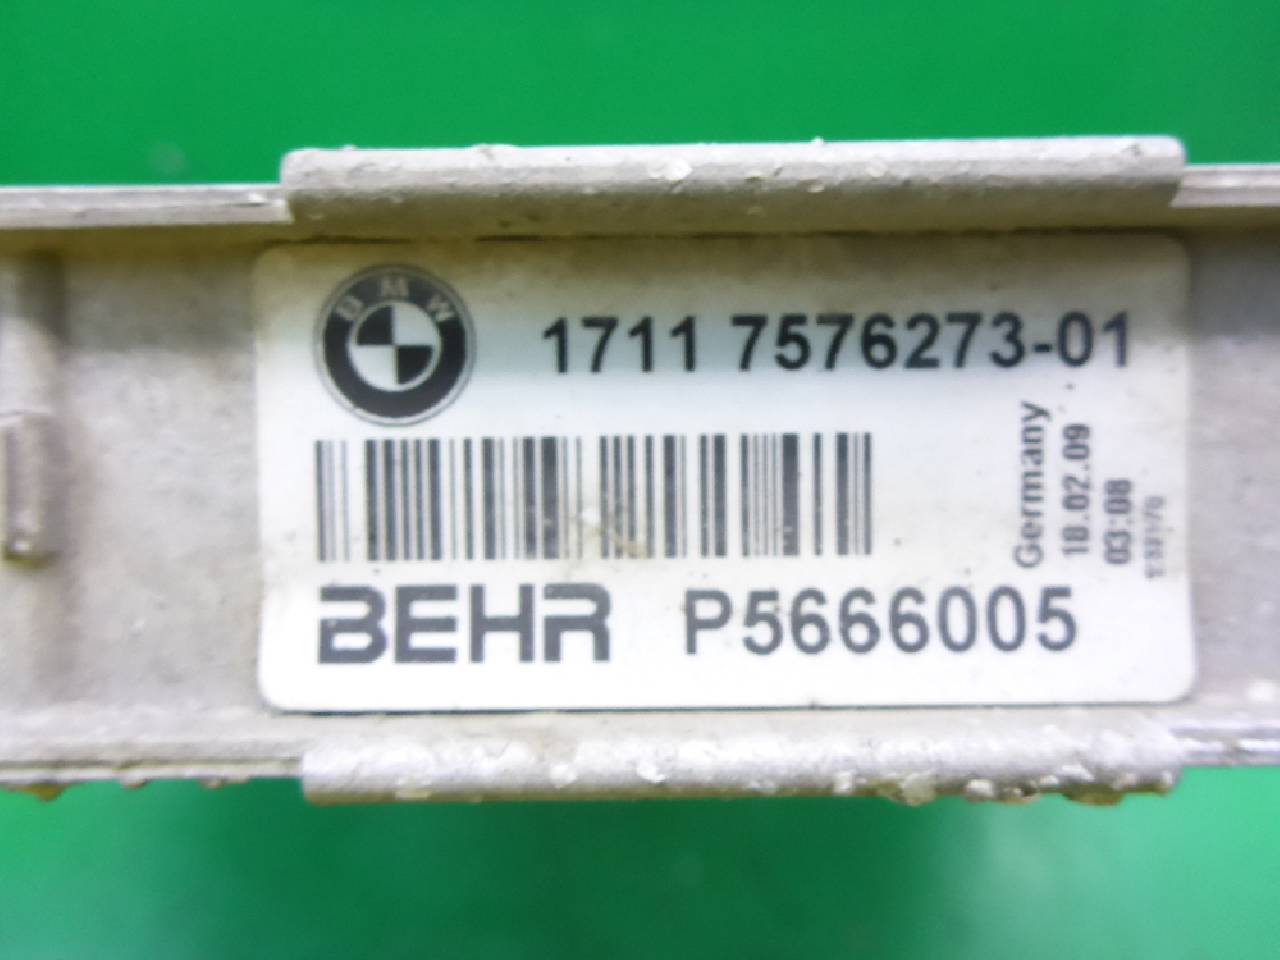 BMW
1711 7576273-01
Germany
18.02.09
03:08
BEHR P5666005